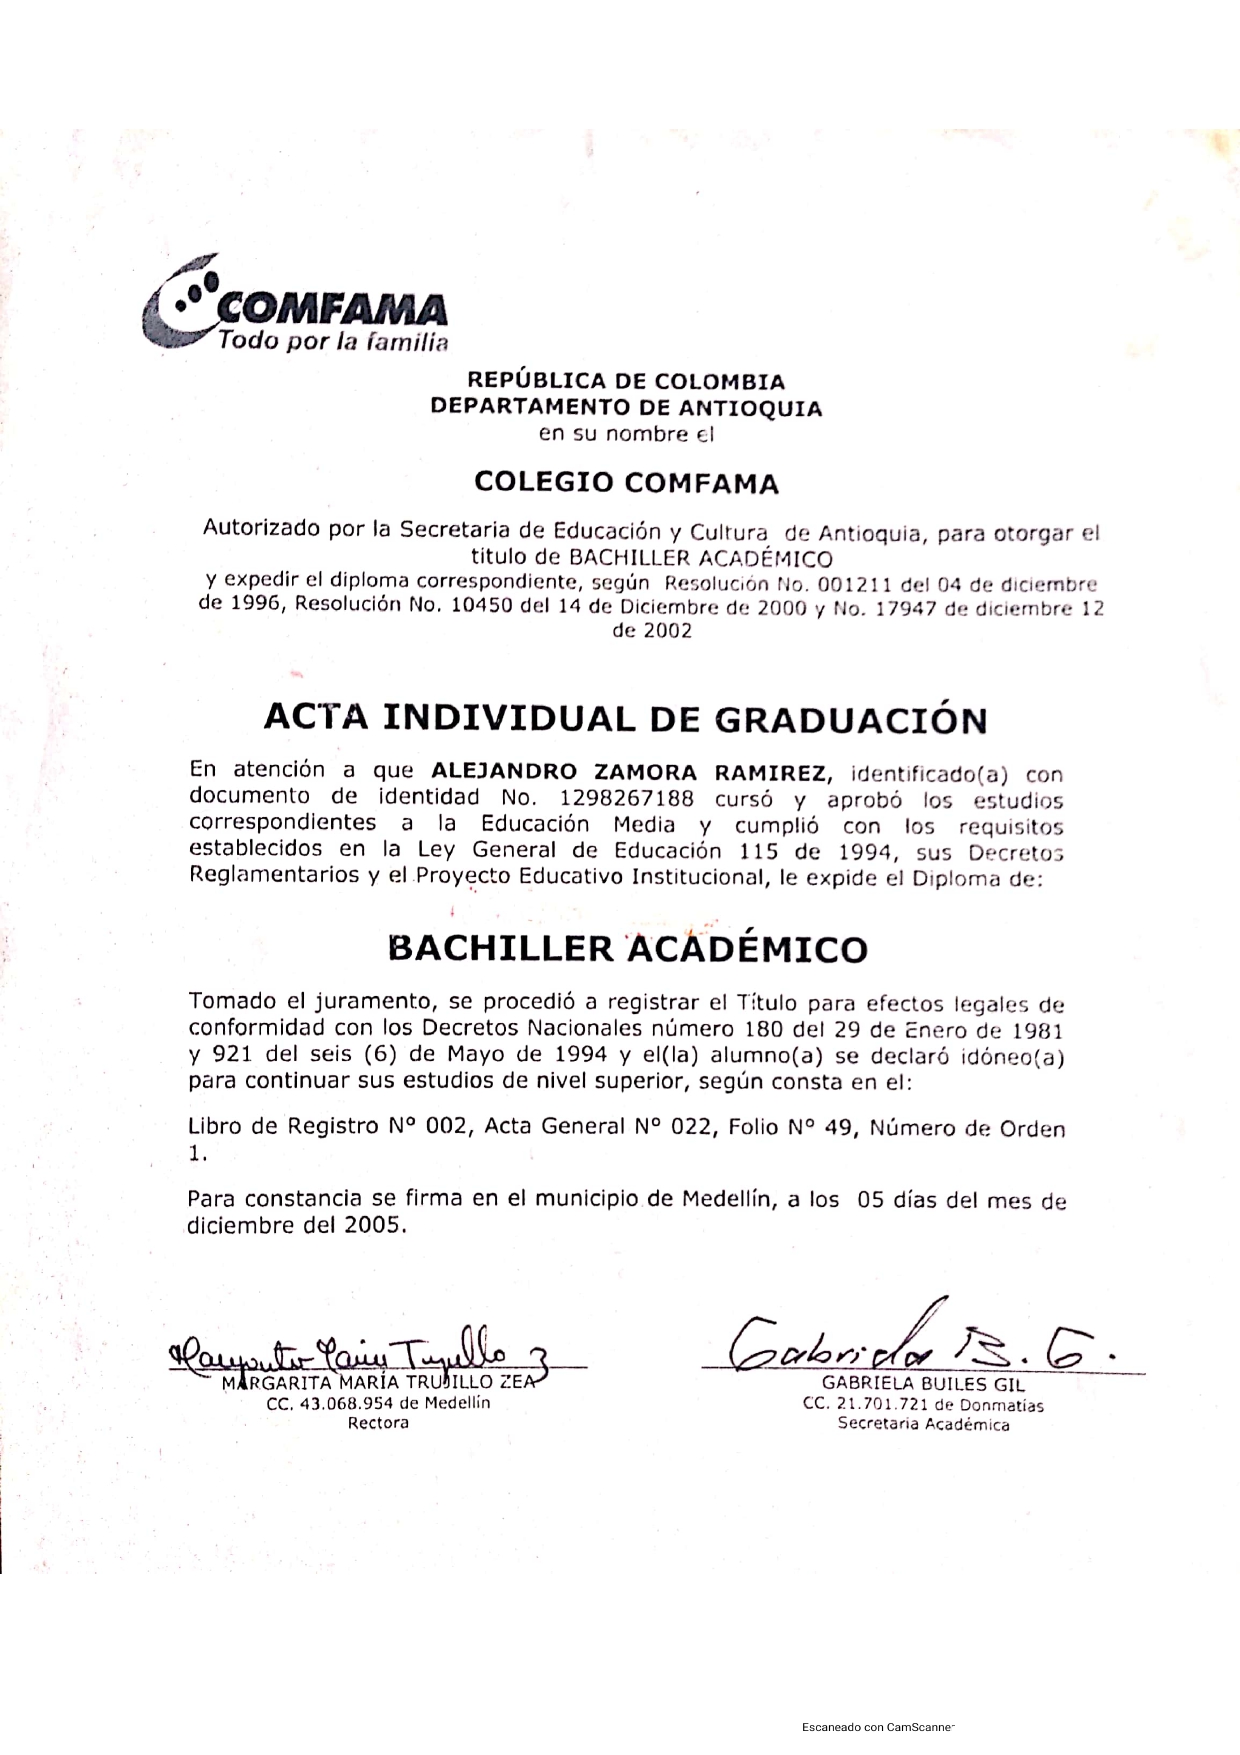 COMFAMA
Todo por la familia
REPÚBLICA DE COLOMBIA
DEPARTAMENTO DE ANTIOQUIA
en su nombre el
COLEGIO COMFAMA
Autorizado por la Secretaria de Educación y Cultura de Antioquia, para otorgar el
titulo de BACHILLER ACADÉMICO
y expedir el diploma correspondiente, según Resolución No. 001211 del 04 de diciembre
de 1996, Resolución No. 10450 del 14 de Diciembre de 2000 y No. 17947 de diciembre 12
de 2002
ACTA INDIVIDUAL DE GRADUACIÓN
En atención a que ALEJANDRO ZAMORA RAMIREZ, identificado(a) con
documento de identidad No. 1298267188 cursó y aprobó los estudios
correspondientes a la Educación Media y cumplió con los requisitos
establecidos en la Ley General de Educación 115 de 1994, sus Decretos
Reglamentarios y el Proyecto Educativo Institucional, le expide el Diploma de:
BACHILLER ACADÉMICO
Tomado el juramento, se procedió a registrar el Título para efectos legales de
conformidad con los Decretos Nacionales número 180 del 29 de Enero de 1981
y 921 del seis (6) de Mayo de 1994 y el(la) alumno(a) se declaró idóneo(a)
para continuar sus estudios de nivel superior, según consta en el:
Libro de Registro Nº 002, Acta General Nº 022, Folio Nº 49, Número de Orden
1.
Para constancia se firma en el municipio de Medellín, a los 05 días del mes de
diciembre del 2005.
Margarita María Trujillo Z
Gabriela B. G.
MARGARITA MARÍA TRUJILLO ZEA
CC. 43.068.954 de Medellín
Rectora
GABRIELA BUILES GIL
CC. 21.701.721 de Donmatías
Secretaria Académica
Escaneado con CamScanner